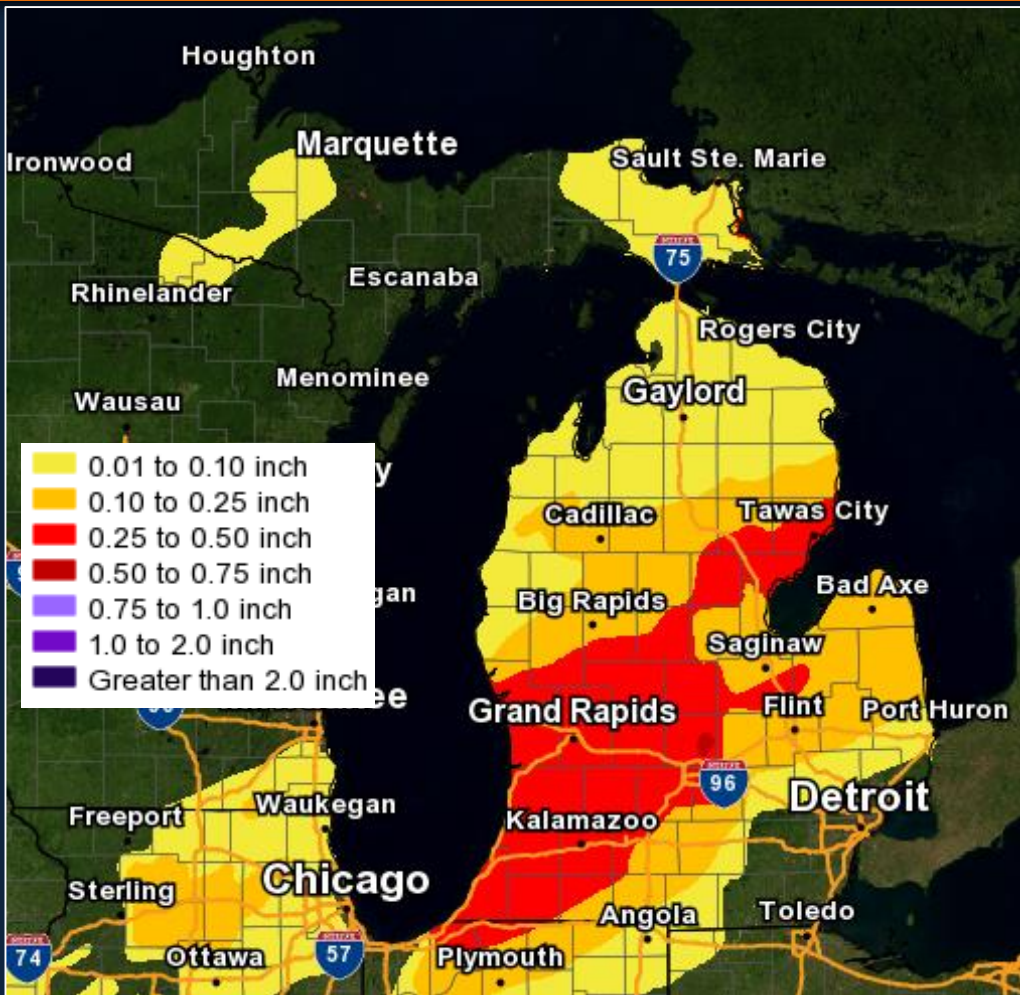 Houghton
Marquette
Ironwood
Sault Ste. Marie
75
Escanaba
Rhinelander
Rogers City
Menominee
Gaylord
Wausau
0.01 to 0.10 inch
0.10 to 0.25 inch
0.25 to 0.50 inch
0.50 to 0.75 inch
0.75 to 1.0 inch
1.0 to 2.0 inch
Greater than 2.0 inch
Cadillac
Tawas City
Bad Axe
Big Rapids
Saginaw
Grand Rapids
Flint
Port Huron
96
Detroit
Waukegan
Freeport
Kalamazoo
Chicago
Sterling
Angola
Toledo
74
Ottawa
57
Plymouth